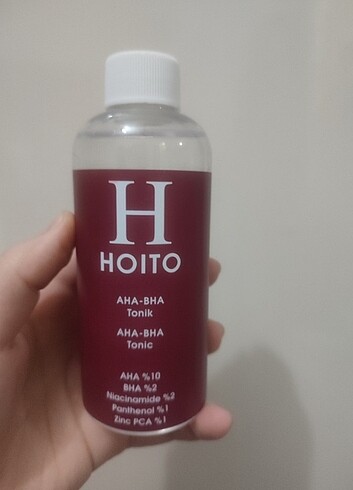 H
HOITO
AHA-BHA
Tonik
AHA-BHA
Tonic
AHA %10
BHA %2
Niacinamide %2
Panthenol %1
Zinc PCA %1